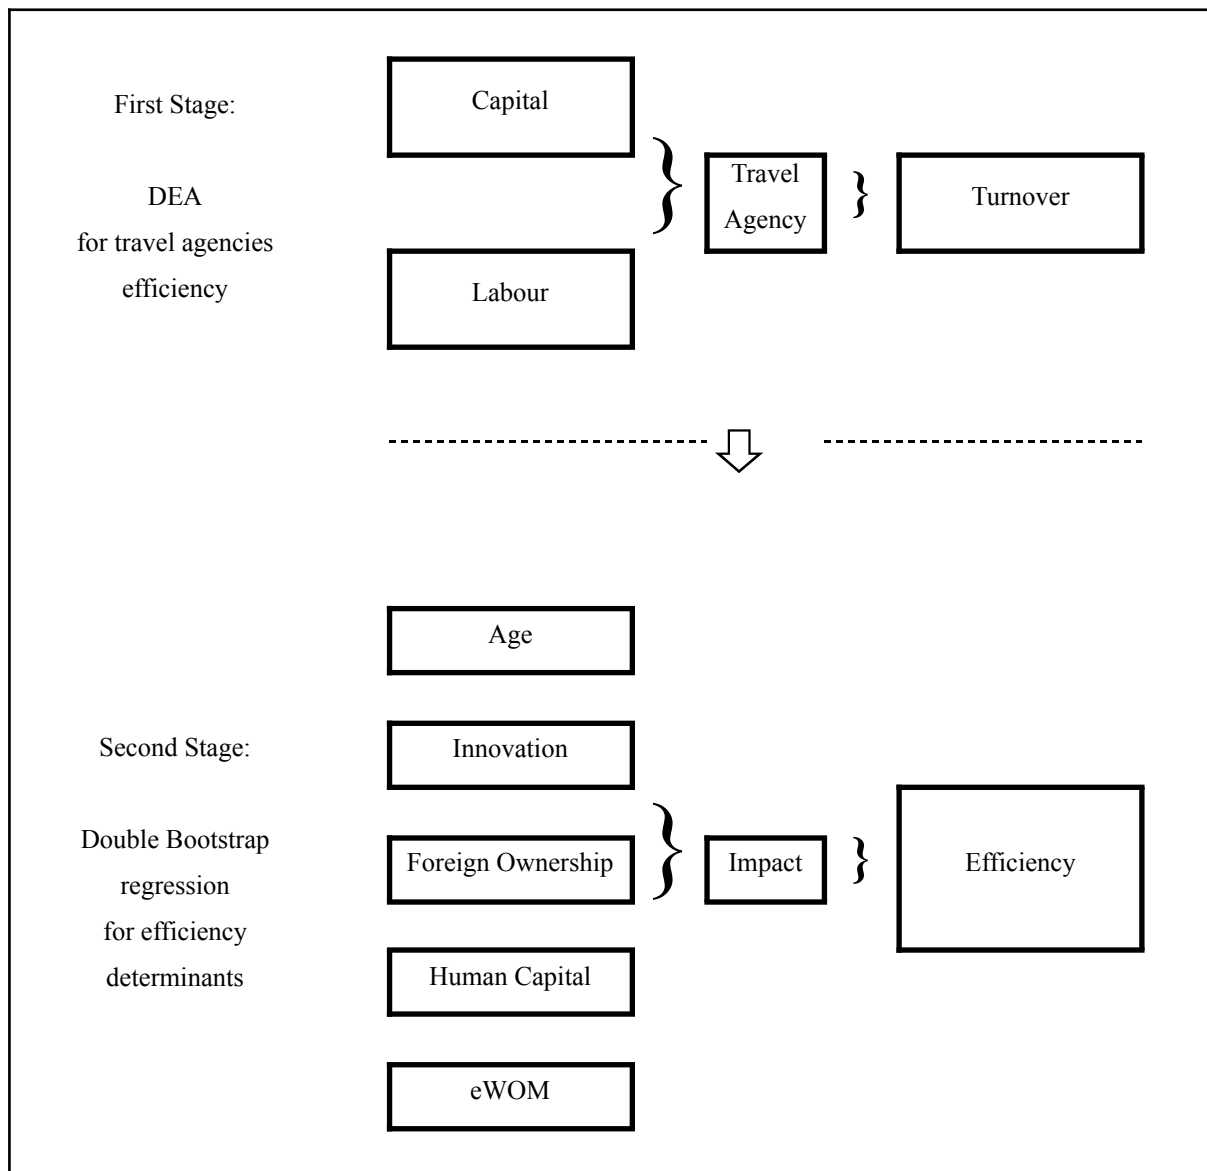 First Stage:
DEA
for travel agencies
efficiency
Capital
Labour
Travel
Agency
Turnover
Second Stage:
Double Bootstrap
regression
for efficiency
determinants
Age
Innovation
Foreign Ownership
Human Capital
eWOM
Impact
Efficiency